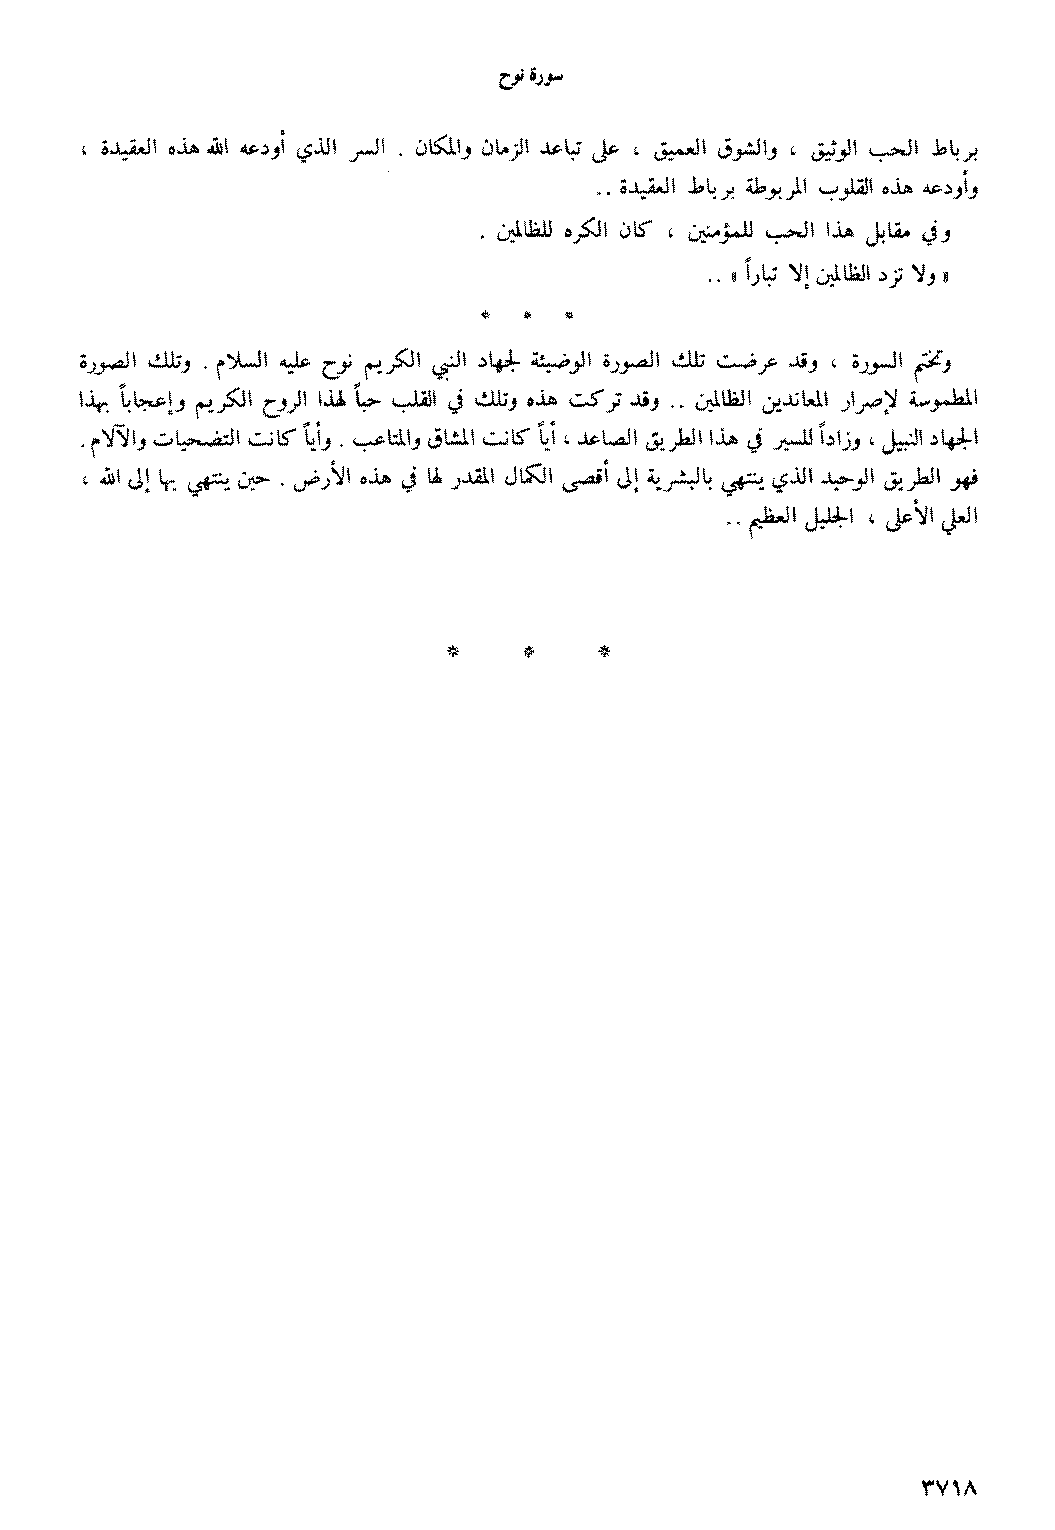 سورة نوح
برباط الحب الوثيق ، والشوق العميق ، على تباعد الزمان والمكان . السر الذي أودعه الله هذه العقيدة ،
وأودعه هذه القلوب المربوطة برباط العقيدة ..
وفي مقابل هذا الحب للمؤمنين ، كان الكره للظالمين .
« ولا تزد الظالمين إلا تباراً » ..
* * *
وتختم السورة ، وقد عرضت تلك الصورة الوضيئة لجهاد النبي الكريم نوح عليه السلام . وتلك الصورة
المطموسة لإصرار المعاندين الظالمين .. وقد تركت هذه وتلك في القلب حباً لهذا الروح الكريم وإعجاباً بهذا
الجهاد النبيل ، وزاداً للسير في هذا الطريق الصاعد ، أياً كانت المشاق والمتاعب . وأياً كانت التضحيات والآلام .
فهو الطريق الوحيد الذي ينتهي بالبشرية إلى أقصى الكمال المقدر لها في هذه الأرض . حين ينتهي بها إلى الله ،
العلي الأعلى ، الجليل العظيم ..
* * *
٣٧١٨